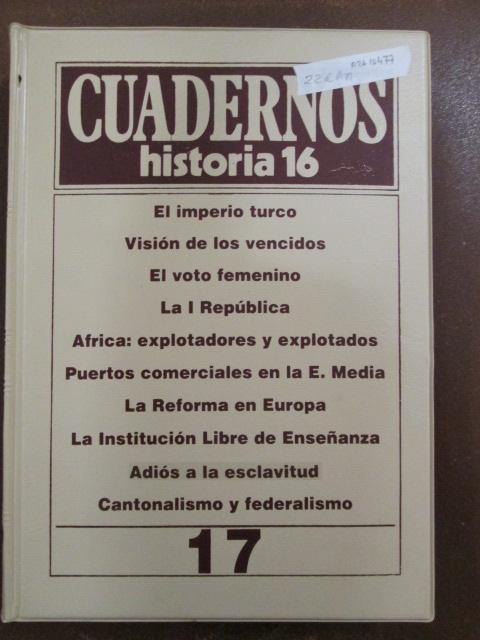 CUADERNOS
historia 16
El imperio turco
Visión de los vencidos
El voto femenino
La I República
Africa: explotadores y explotados
Puertos comerciales en la E. Media
La Reforma en Europa
La Institución Libre de Enseñanza
Adiós a la esclavitud
Cantonalismo y federalismo
17